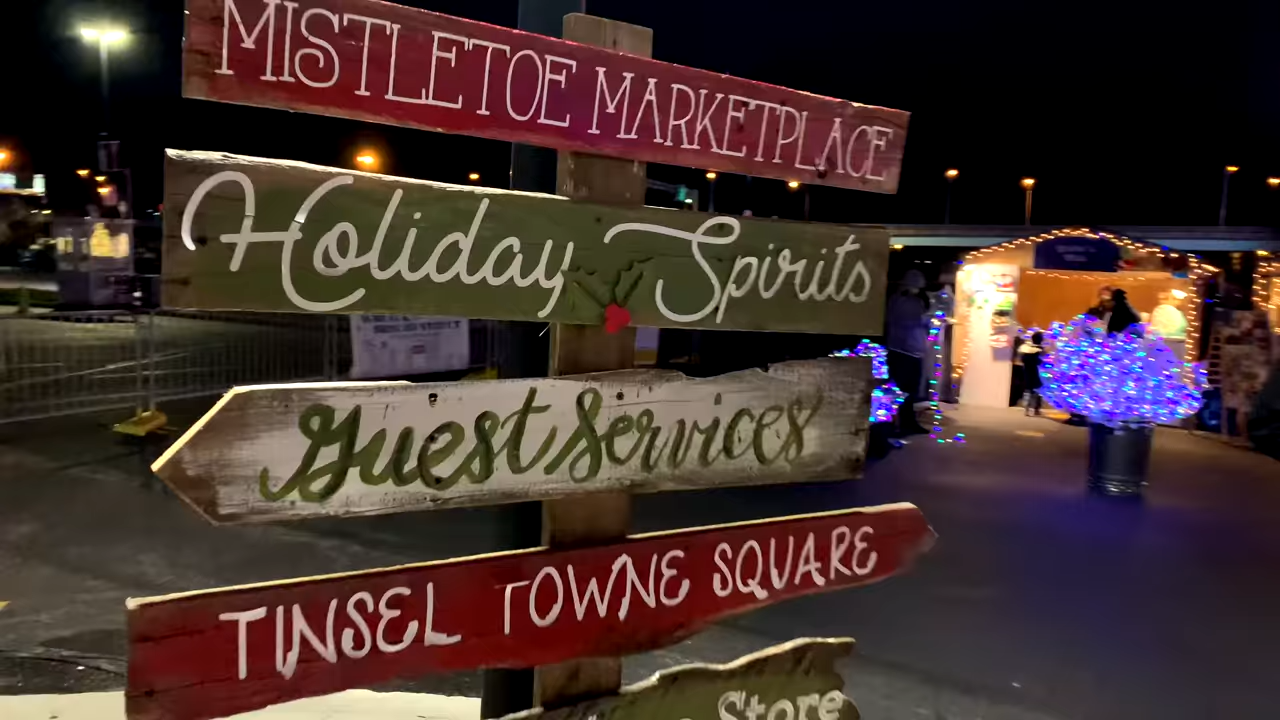 MISTLETOE MARKETPLACE
Holiday Spirits
Guest Services
TINSEL TOWNE SQUARE
Store